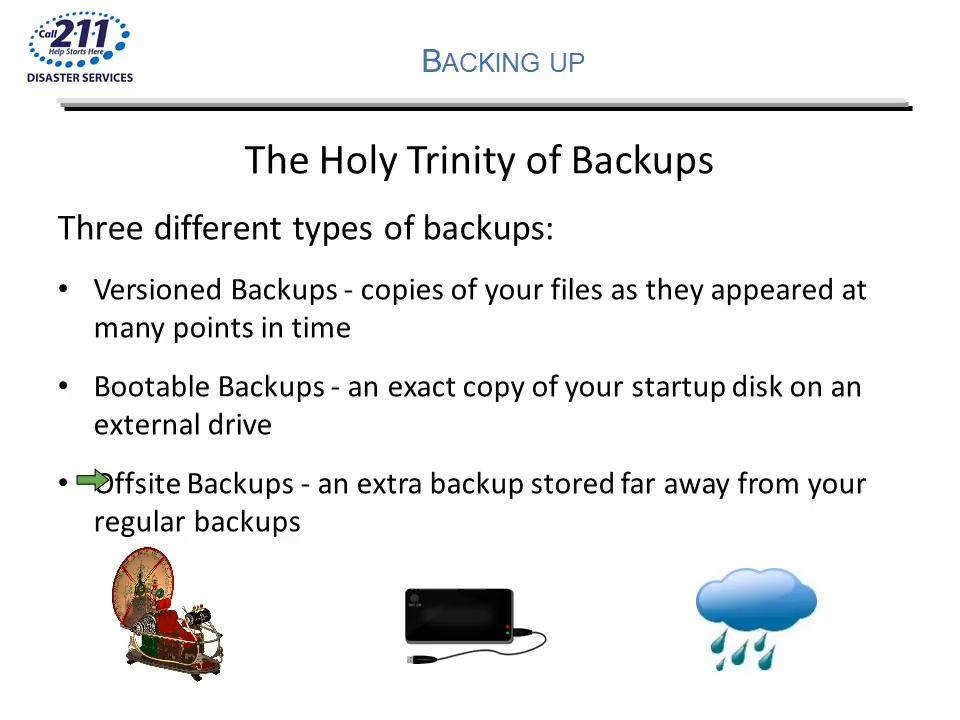 Call
211
Help Starts Here
DISASTER SERVICES
BACKING UP
The Holy Trinity of Backups
Three different types of backups:
• Versioned Backups - copies of your files as they appeared at
many points in time
• Bootable Backups - an exact copy of your startup disk on an
external drive
• Offsite Backups - an extra backup stored far away from your
regular backups